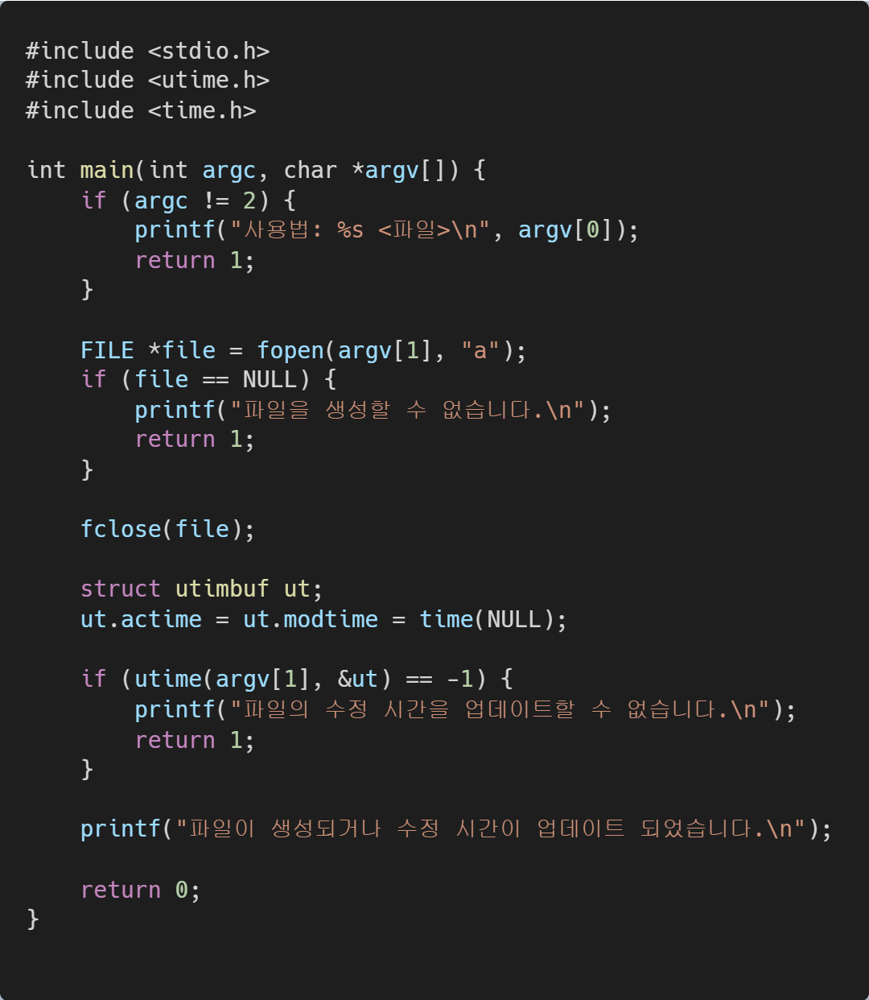 #include <stdio.h>
#include <utime.h>
#include <time.h>

int main(int argc, char *argv[]) {
    if (argc != 2) {
        printf("사용법: %s <파일>\n", argv[0]);
        return 1;
    }

    FILE *file = fopen(argv[1], "a");
    if (file == NULL) {
        printf("파일을 생성할 수 없습니다.\n");
        return 1;
    }

    fclose(file);

    struct utimbuf ut;
    ut.actime = ut.modtime = time(NULL);

    if (utime(argv[1], &ut) == -1) {
        printf("파일의 수정 시간을 업데이트할 수 없습니다.\n");
        return 1;
    }

    printf("파일이 생성되거나 수정 시간이 업데이트 되었습니다.\n");

    return 0;
}